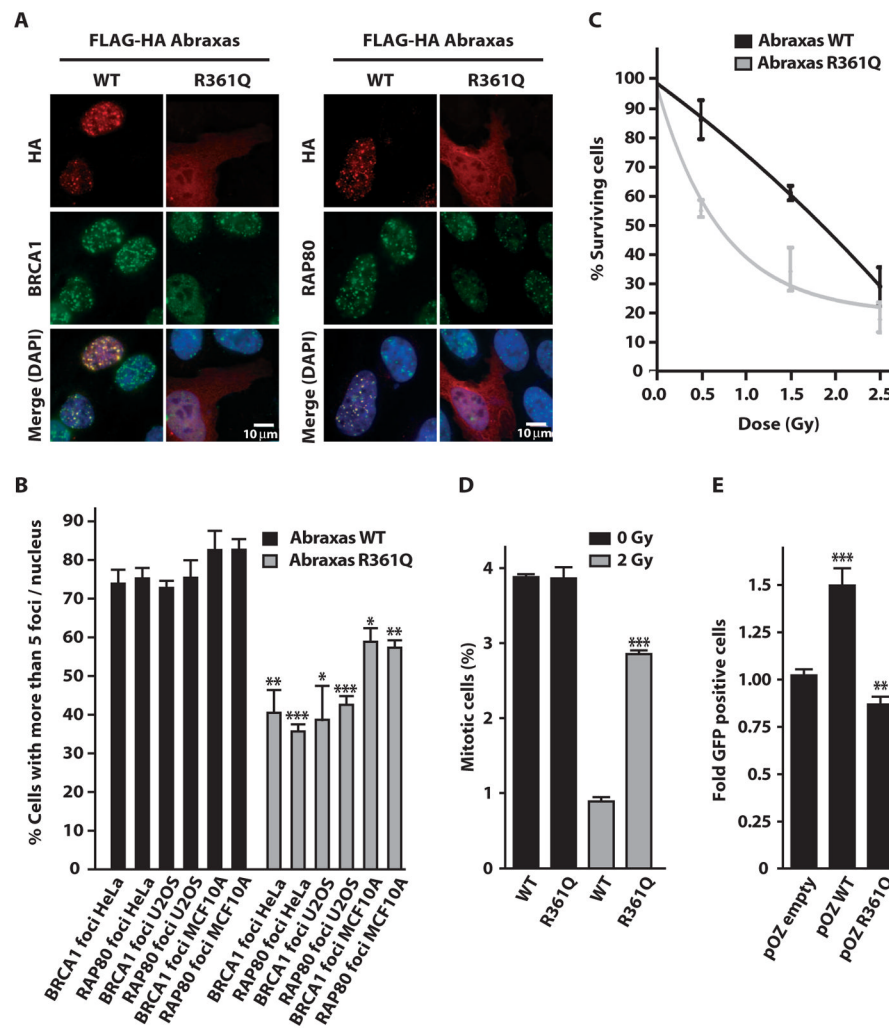 A
FLAG-HA Abraxas
FLAG-HA Abraxas
WT
R361Q
WT
R361Q
HA
BRCA1
Merge (DAPI)
10 µm
HA
RAP80
Merge (DAPI)
10 µm
C
Abraxas WT
Abraxas R361Q
% Surviving cells
100
90
80
70
60
50
40
30
20
10
0
0.0
0.5
1.0
1.5
2.0
2.5
Dose (Gy)
B
% Cells with more than 5 foci / nucleus
90
80
70
60
50
40
30
20
10
0
Abraxas WT
Abraxas R361Q
**
***
*
***
*
**
BRCA1 foci HeLa
RAP80 foci HeLa
BRCA1 foci U2OS
RAP80 foci U2OS
BRCA1 foci MCF10A
RAP80 foci MCF10A
BRCA1 foci HeLa
RAP80 foci HeLa
BRCA1 foci U2OS
RAP80 foci U2OS
BRCA1 foci MCF10A
RAP80 foci MCF10A
D
0 Gy
2 Gy
Mitotic cells (%)
4
3
2
1
0
***
WT
R361Q
WT
R361Q
E
Fold GFP positive cells
1.5
1.25
1.00
0.75
0.5
0.25
0
***
**
pOZ empty
pOZ WT
pOZ R361Q